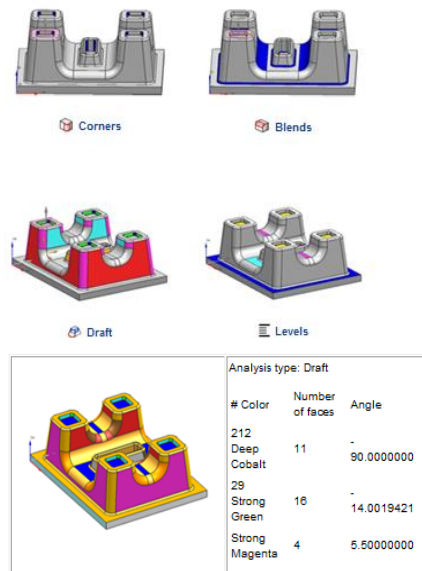 Corners
Blends
Draft
Levels
Analysis type: Draft
# Color Number of faces Angle
212 Deep Cobalt 11 -90.0000000
29 Strong Green 16 -14.0019421
Strong Magenta 4 5.50000000